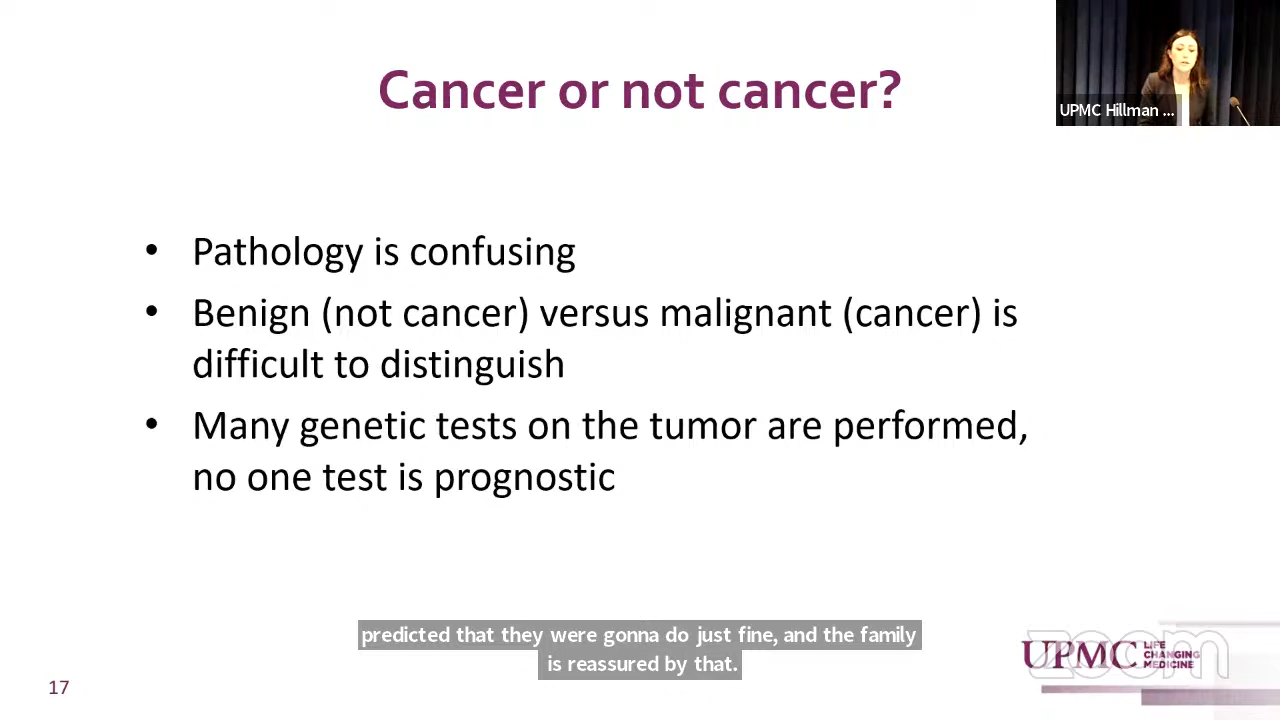 Cancer or not cancer?
UPMC Hillman ...
• Pathology is confusing
• Benign (not cancer) versus malignant (cancer) is
difficult to distinguish
• Many genetic tests on the tumor are performed,
no one test is prognostic
predicted that they were gonna do just fine, and the family
is reassured by that.
UPMC LIFE
CHANGING
MEDICINE
zoom
17